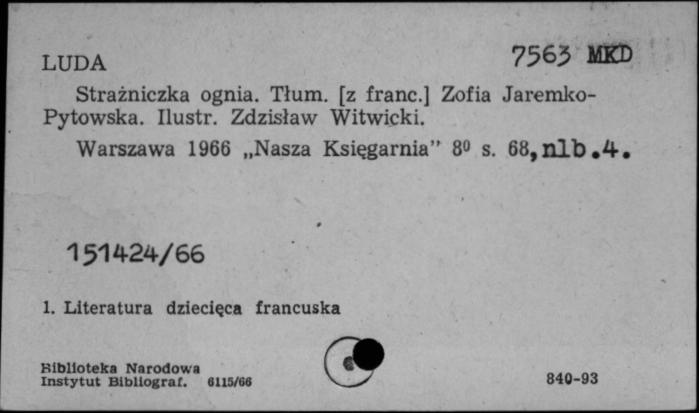 LUDA 7563 MKD
Strażniczka ognia. Tłum. [z franc.] Zofia Jaremko-
Pytowska. Ilustr. Zdzisław Witwicki.
Warszawa 1966 „Nasza Księgarnia” 8⁰ s. 68, nlb.4.
151424/66
1. Literatura dziecięca francuska
Biblioteka Narodowa
Instytut Bibliograf. 6115/66 840-93